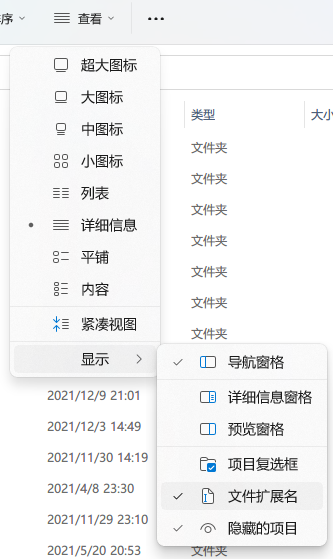 序
查看
超大图标
大图标
中图标
小图标
列表
详细信息
平铺
内容
紧凑视图
显示
类型
大小
文件夹
文件夹
文件夹
文件夹
文件夹
文件夹
文件夹
导航窗格
详细信息窗格
预览窗格
项目复选框
文件扩展名
隐藏的项目
2021/12/9 21:01
2021/12/3 14:49
2021/11/30 14:19
2021/4/8 23:30
2021/11/29 23:10
2021/5/20 20:53
文件夹